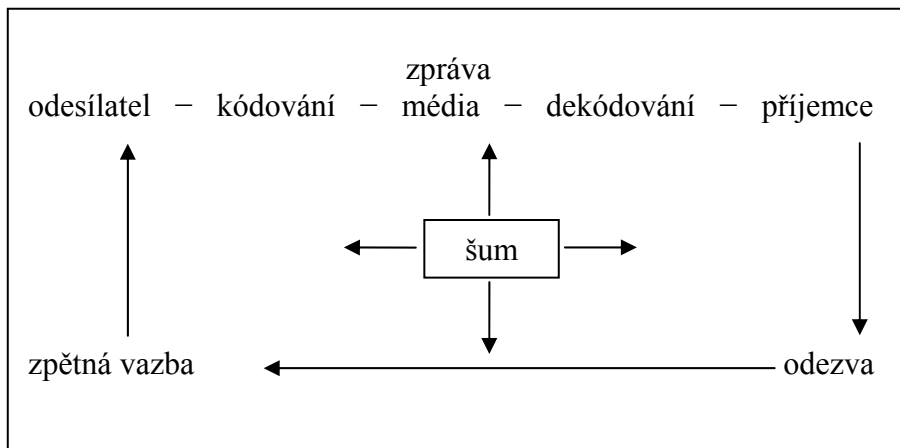 zpráva
odesílatel – kódování – média – dekódování – příjemce
šum
zpětná vazba odezva